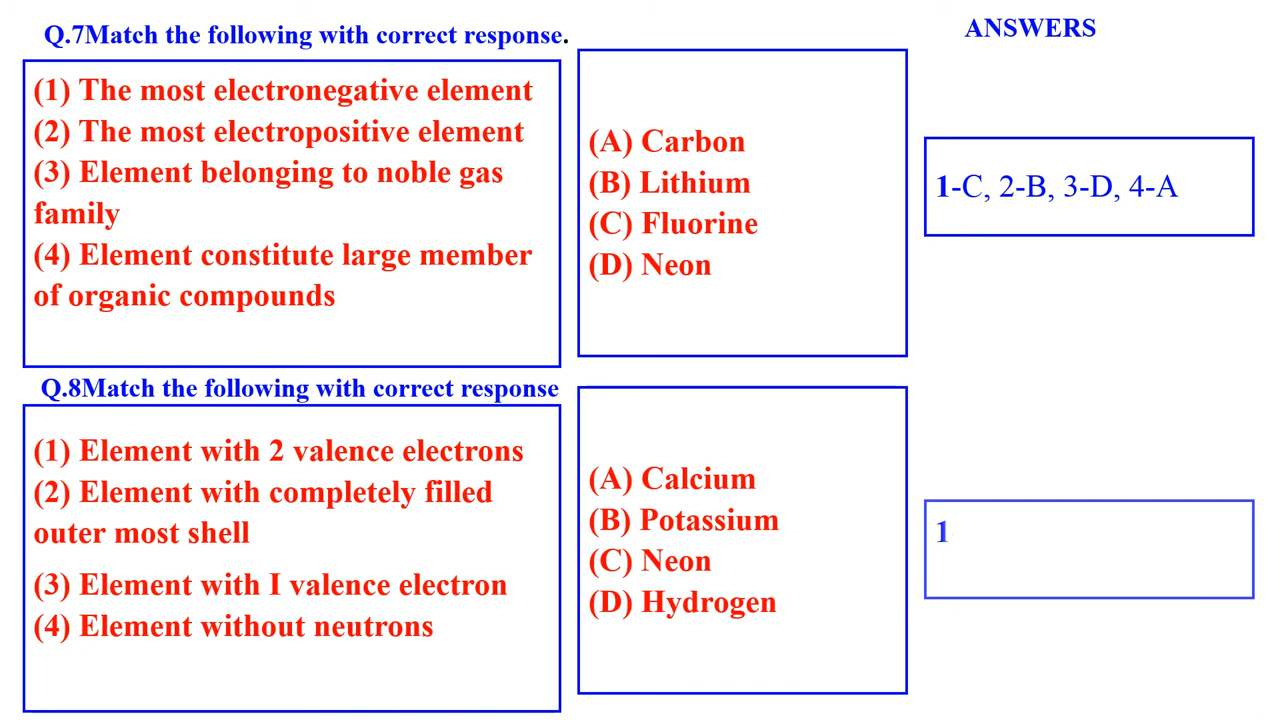 Q.7Match the following with correct response.
ANSWERS
(1) The most electronegative element
(2) The most electropositive element
(3) Element belonging to noble gas
family
(4) Element constitute large member
of organic compounds
(A) Carbon
(B) Lithium
(C) Fluorine
(D) Neon
1-C, 2-B, 3-D, 4-A
Q.8Match the following with correct response
(1) Element with 2 valence electrons
(2) Element with completely filled
outer most shell
(3) Element with I valence electron
(4) Element without neutrons
(A) Calcium
(B) Potassium
(C) Neon
(D) Hydrogen
1